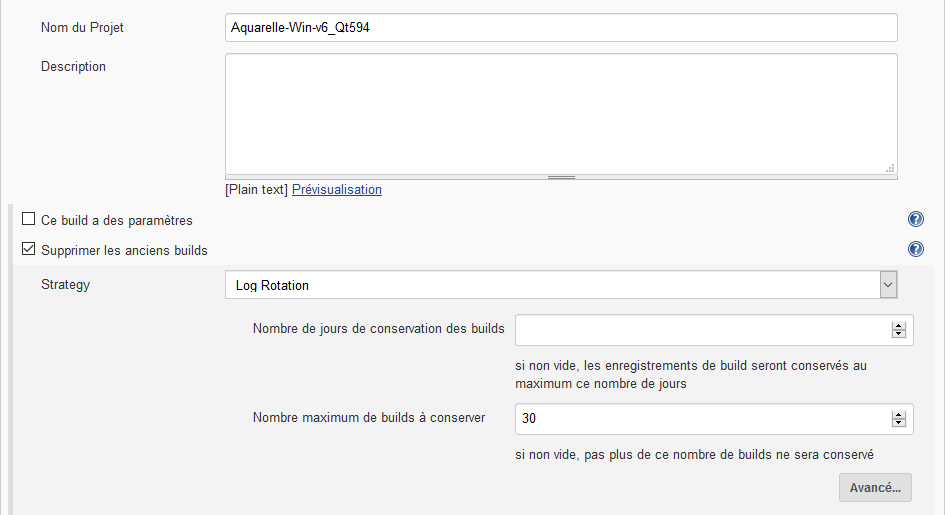 Nom du Projet
Aquarelle-Win-v6_Qt594
Description
[Plain text] Prévisualisation
Ce build a des paramètres
Supprimer les anciens builds
Strategy
Log Rotation
Nombre de jours de conservation des builds
si non vide, les enregistrements de build seront conservés au
maximum ce nombre de jours
Nombre maximum de builds à conserver
30
si non vide, pas plus de ce nombre de builds ne sera conservé
Avancé...